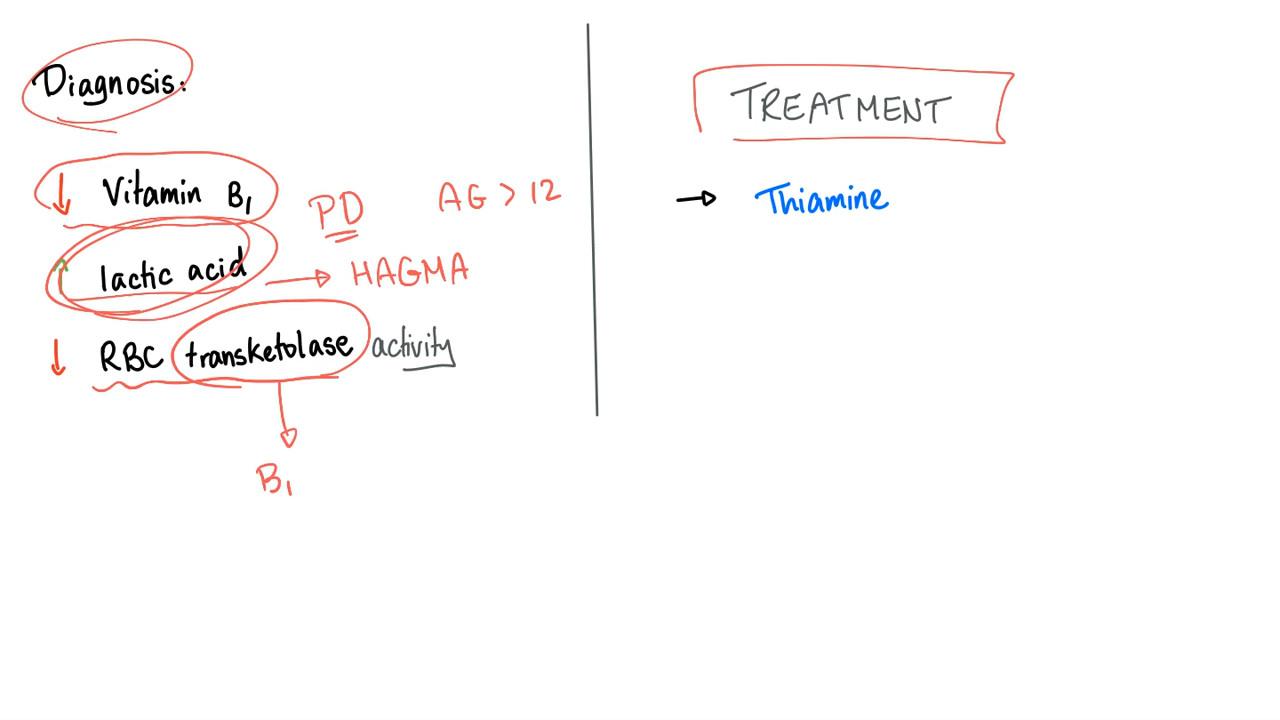 Diagnosis:
↓ Vitamin B₁
PD
AG > 12
↑ lactic acid → HAGMA
↓ RBC transketolase activity
B₁
TREATMENT
→ Thiamine